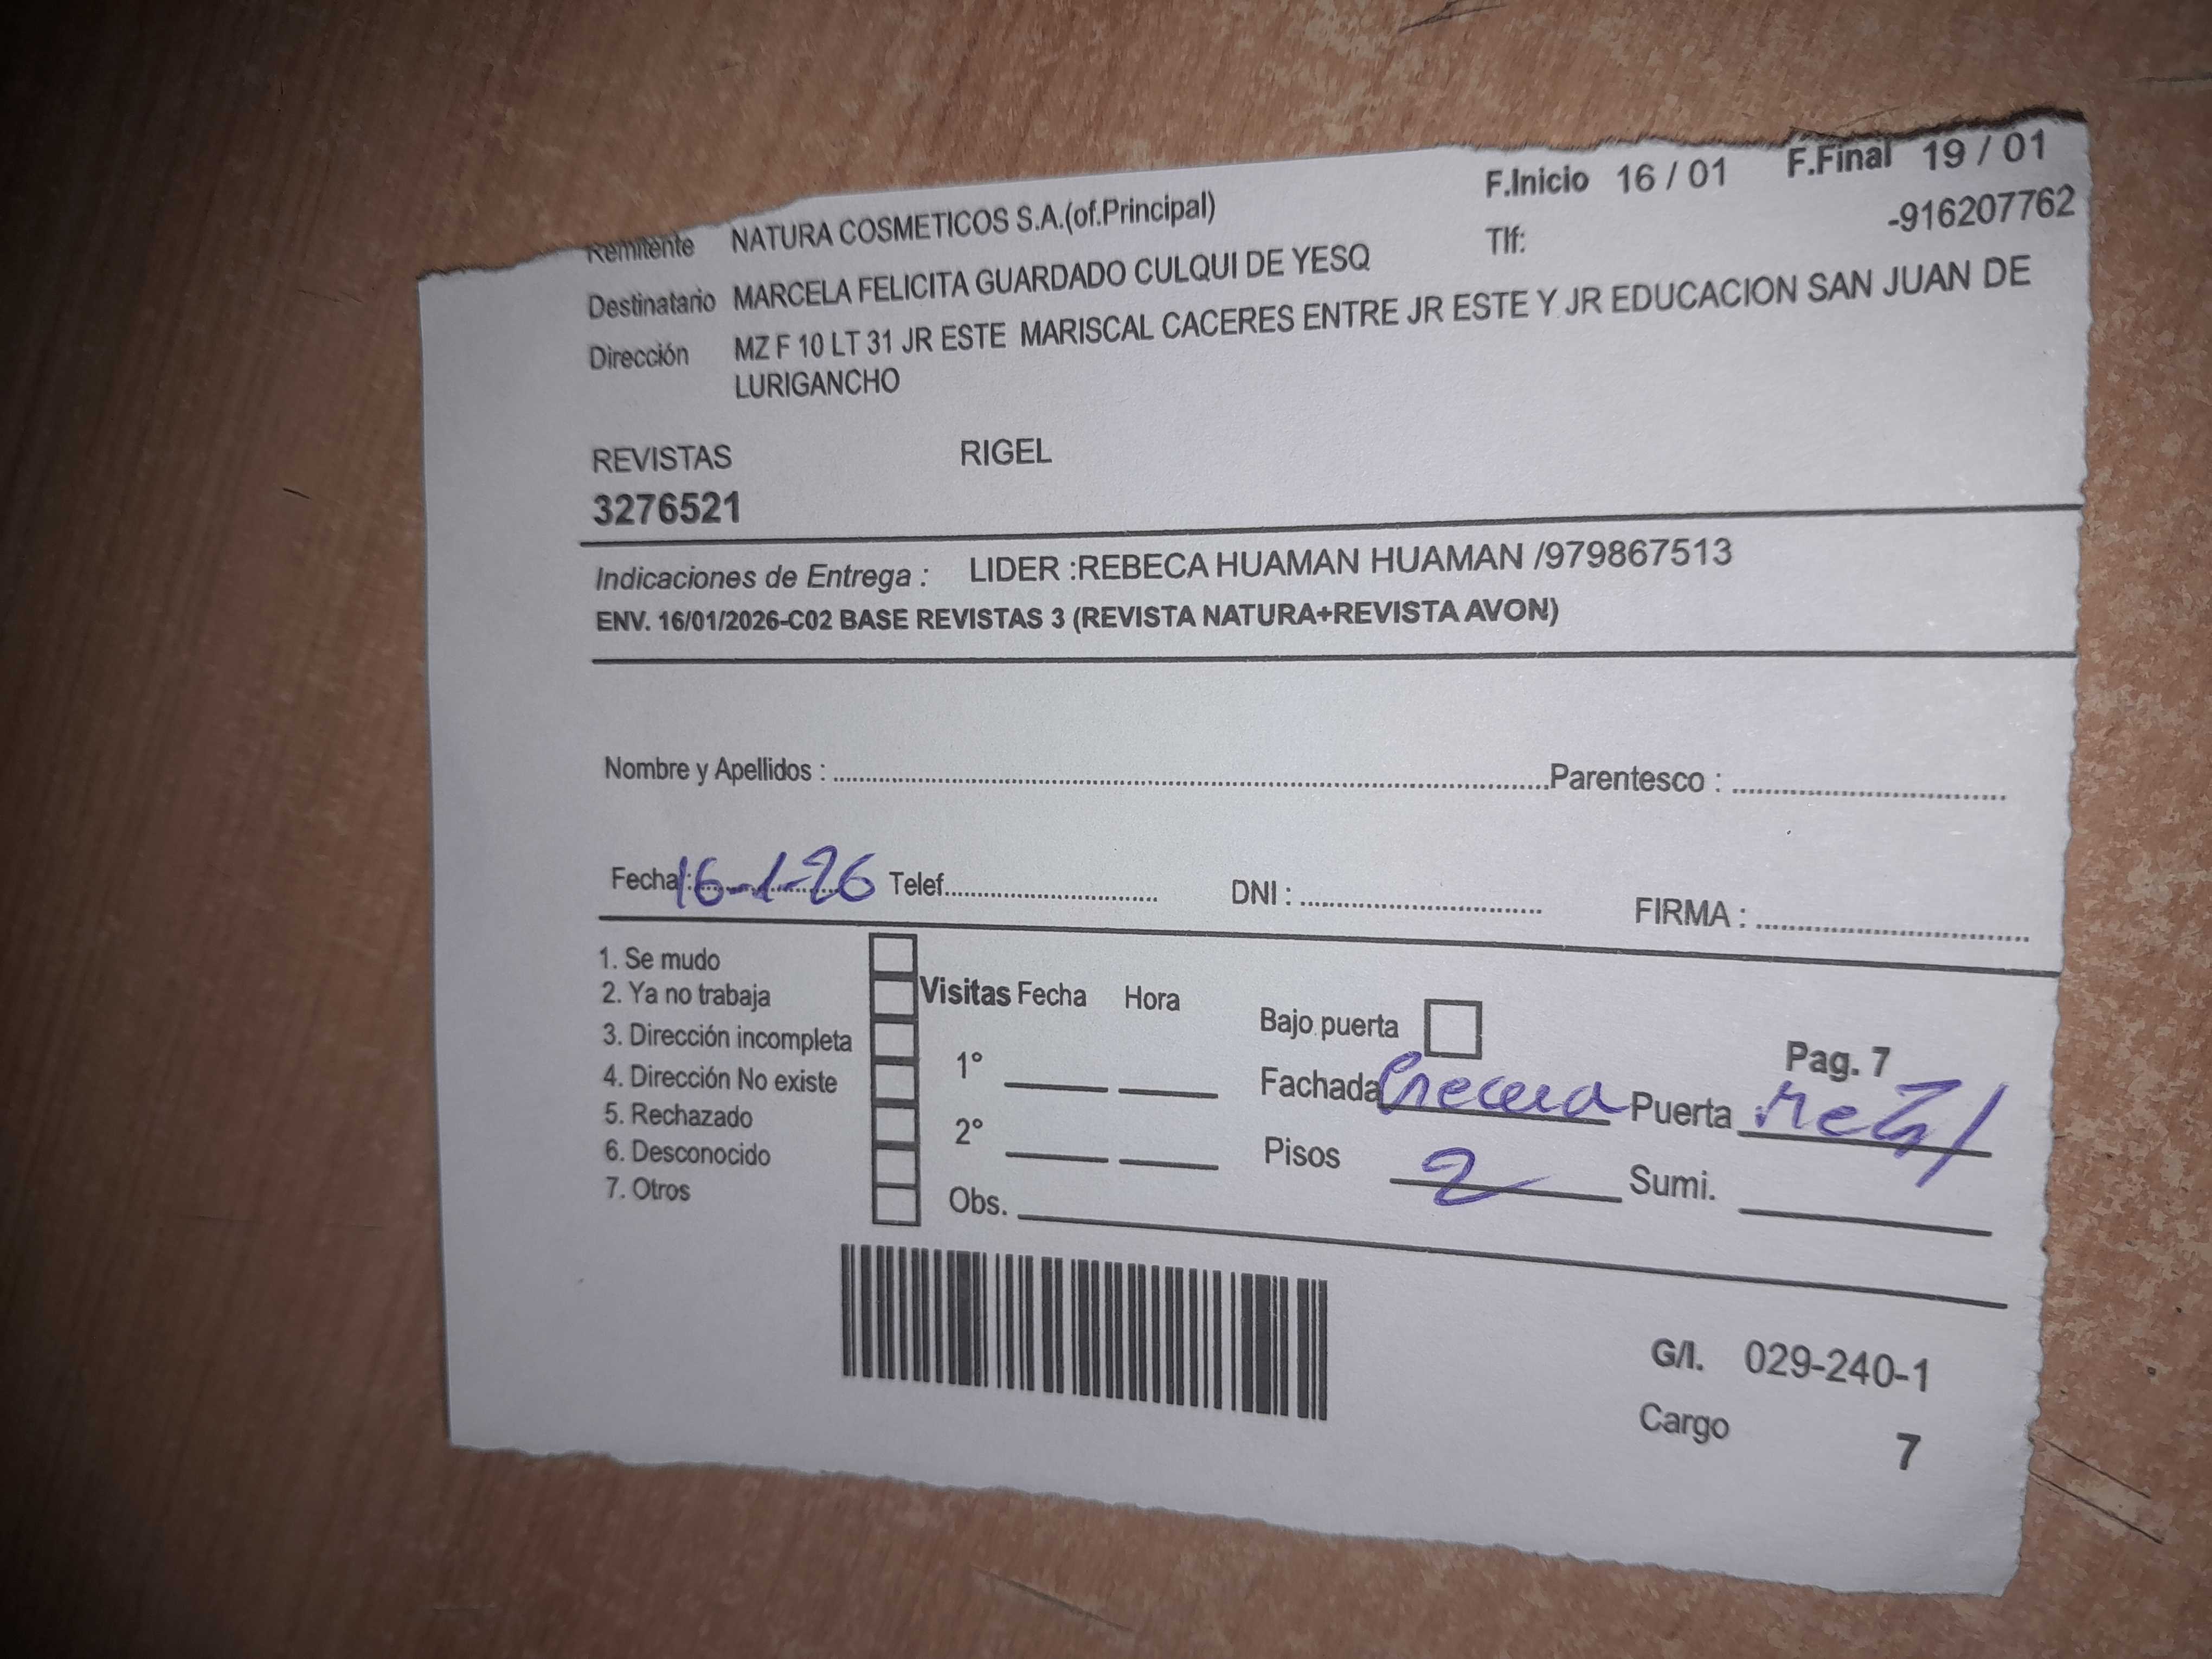 Remitente NATURA COSMETICOS S.A.(of.Principal) F.Inicio 16 / 01 F.Final 19 / 01
Destinatario MARCELA FELICITA GUARDADO CULQUI DE YESQ Tlf: -916207762
Dirección MZ F 10 LT 31 JR ESTE MARISCAL CACERES ENTRE JR ESTE Y JR EDUCACION SAN JUAN DE
LURIGANCHO
REVISTAS RIGEL
3276521
Indicaciones de Entrega : LIDER :REBECA HUAMAN HUAMAN /979867513
ENV. 16/01/2026-C02 BASE REVISTAS 3 (REVISTA NATURA+REVISTA AVON)
Nombre y Apellidos : Parentesco :
Fecha: 16-1-26 Telef. DNI : FIRMA :
1. Se mudo
2. Ya no trabaja Visitas Fecha Hora Bajo puerta
3. Dirección incompleta 1° Pag. 7
4. Dirección No existe Fachada Puerta
5. Rechazado 2°
6. Desconocido Pisos 2 Sumi.
7. Otros Obs.
G/I. 029-240-1
Cargo 7